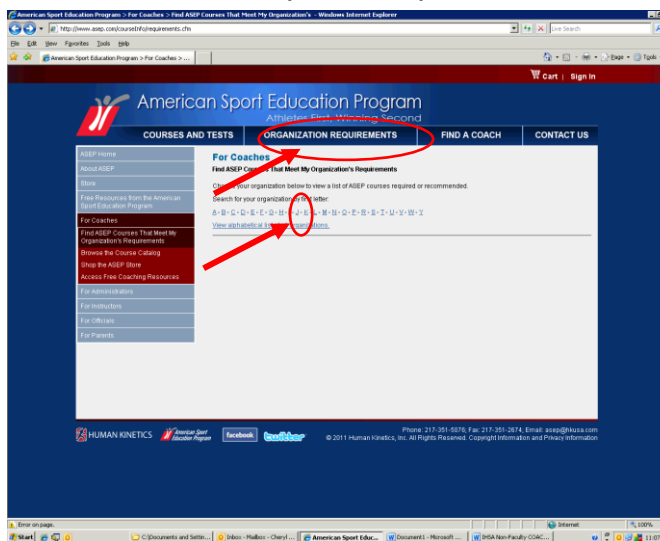 American Sport Education Program > For Coaches > Find ASEP Courses That Meet My Organization's - Windows Internet Explorer
http://www.asep.com/courseInfo/requirements.cfm
Live Search
File Edit View Favorites Tools Help
American Sport Education Program > For Coaches > ...
Page Tools
Cart | Sign In
American Sport Education Program
Athletes First, Winning Second
COURSES AND TESTS ORGANIZATION REQUIREMENTS FIND A COACH CONTACT US
ASEP Home
About ASEP
Store
Free Resources from the American
Sport Education Program
For Coaches
Find ASEP Courses That Meet My
Organization's Requirements
Browse the Course Catalog
Shop the ASEP Store
Access Free Coaching Resources
For Administrators
For Instructors
For Officials
For Parents
For Coaches
Find ASEP Courses That Meet My Organization's Requirements
Choose your organization below to view a list of ASEP courses required or recommended.
Search for your organization by first letter:
A - B - C - D - E - F - G - H - I - J - K - L - M - N - O - P - R - S - T - U - V - W - Y
View alphabetical list of organizations.
HUMAN KINETICS
American Sport
Education Program
facebook
twitter
Phone: 217-351-5076; Fax: 217-351-2674; Email: asep@hkusa.com
© 2011 Human Kinetics, Inc. All Rights Reserved. Copyright Information and Privacy Information
Error on page.
Internet
100%
Start
C:\Documents and Settin...
Inbox - Mailbox - Cheryl ...
American Sport Educ...
Document1 - Microsoft ...
IHSA Non-Faculty COAC...
11:07